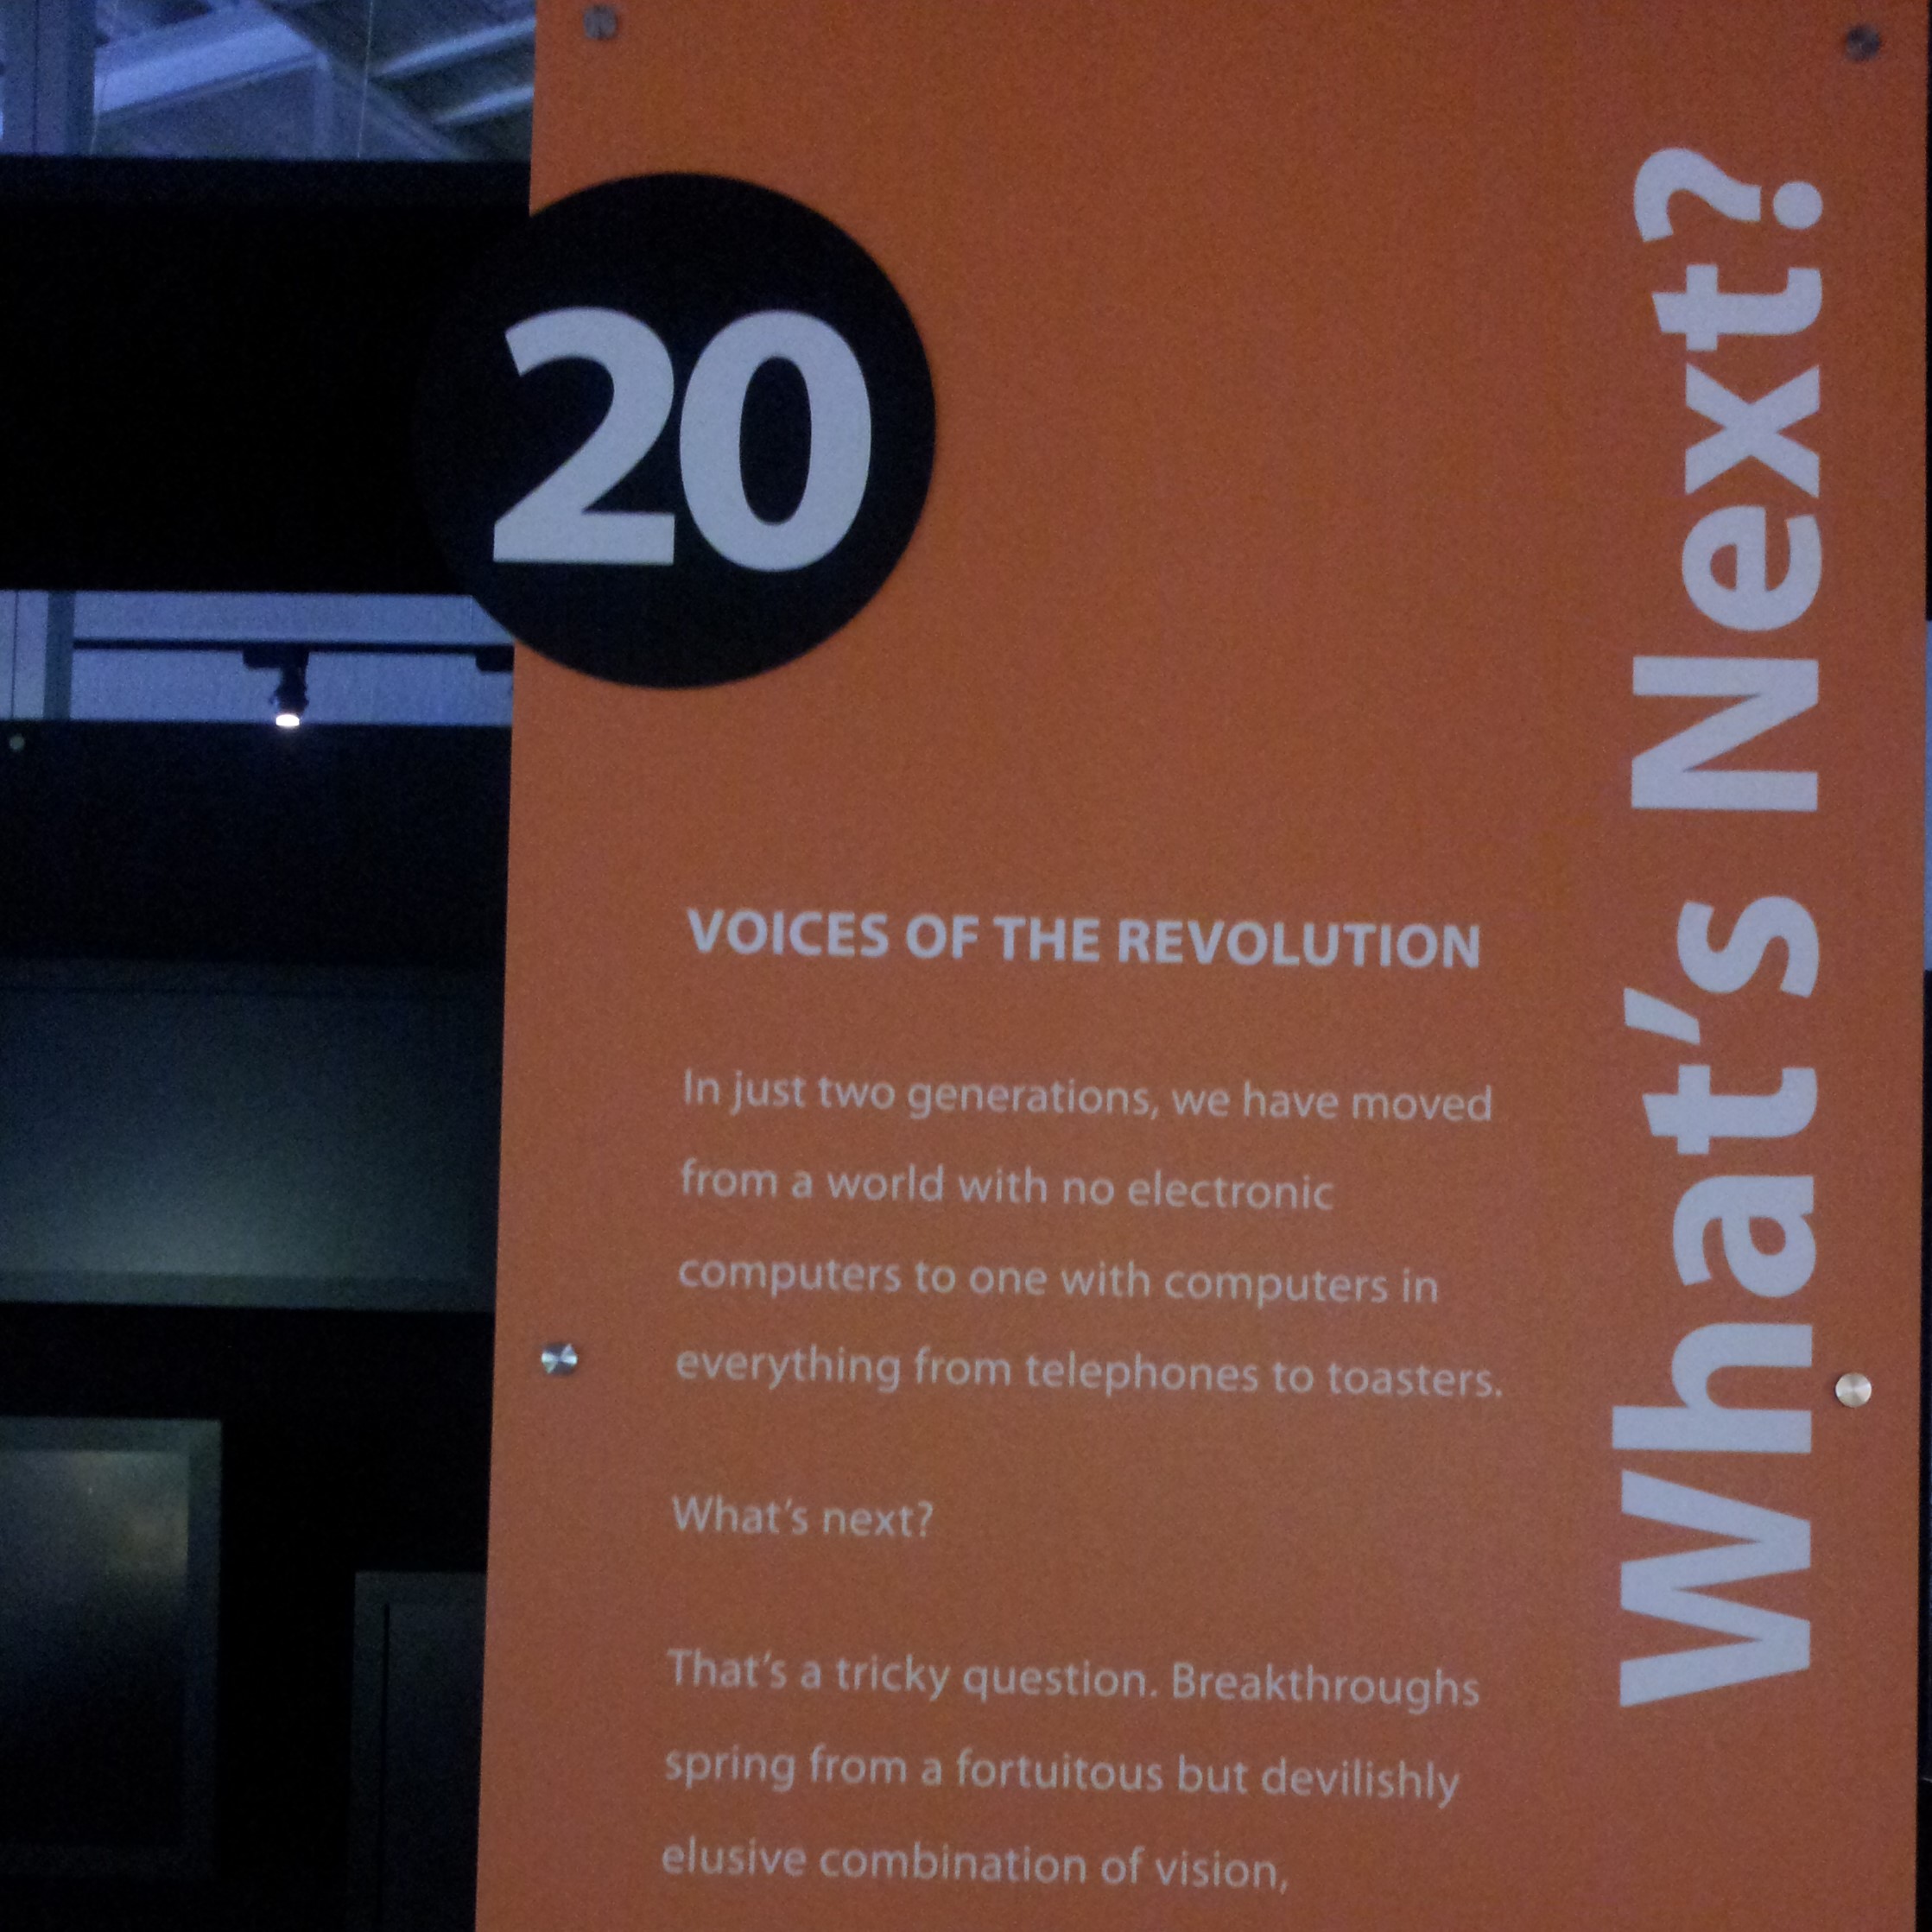 20
What's Next?
VOICES OF THE REVOLUTION
In just two generations, we have moved
from a world with no electronic
computers to one with computers in
everything from telephones to toasters.
What's next?
That's a tricky question. Breakthroughs
spring from a fortuitous but devilishly
elusive combination of vision,